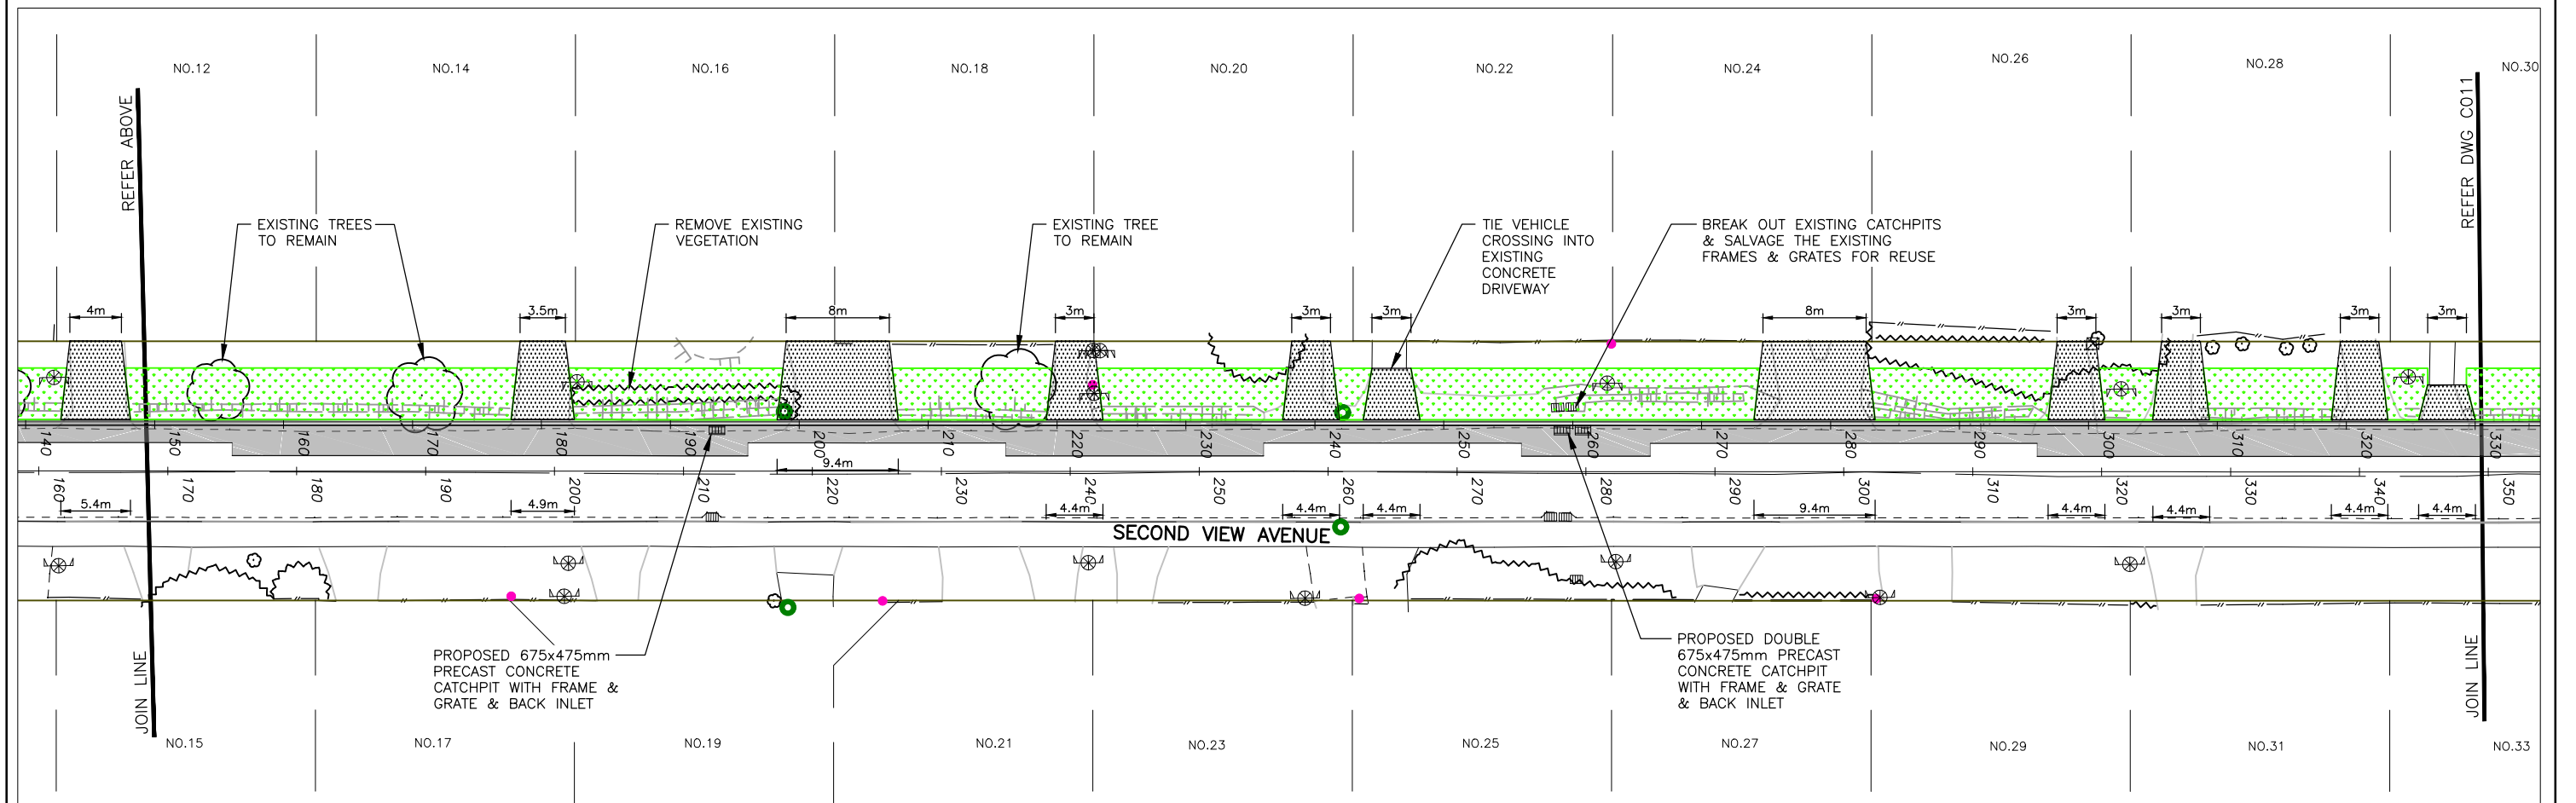 NO.12
NO.14
NO.16
NO.18
NO.20
NO.22
NO.24
NO.26
NO.28
NO.30
REFER ABOVE
REFER DWG C011
EXISTING TREES
TO REMAIN
REMOVE EXISTING
VEGETATION
EXISTING TREE
TO REMAIN
TIE VEHICLE
CROSSING INTO
EXISTING
CONCRETE
DRIVEWAY
BREAK OUT EXISTING CATCHPITS
& SALVAGE THE EXISTING
FRAMES & GRATES FOR REUSE
4m
3.5m
8m
3m
3m
3m
8m
3m
3m
3m
3m
140
150
160
170
180
190
200
210
220
230
240
250
260
270
280
290
300
310
320
330
9.4m
160
170
180
190
200
210
220
230
240
250
260
270
280
290
300
310
320
330
340
350
5.4m
4.9m
4.4m
4.4m
4.4m
9.4m
4.4m
4.4m
4.4m
4.4m
SECOND VIEW AVENUE
JOIN LINE
PROPOSED 675x475mm
PRECAST CONCRETE
CATCHPIT WITH FRAME &
GRATE & BACK INLET
PROPOSED DOUBLE
675x475mm PRECAST
CONCRETE CATCHPIT
WITH FRAME & GRATE
& BACK INLET
JOIN LINE
NO.15
NO.17
NO.19
NO.21
NO.23
NO.25
NO.27
NO.29
NO.31
NO.33